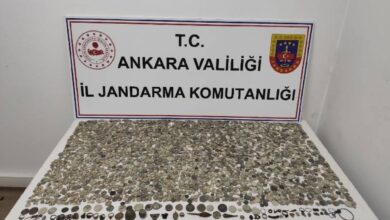 T.C.
ANKARA VALİLİĞİ
İL JANDARMA KOMUTANLIĞI